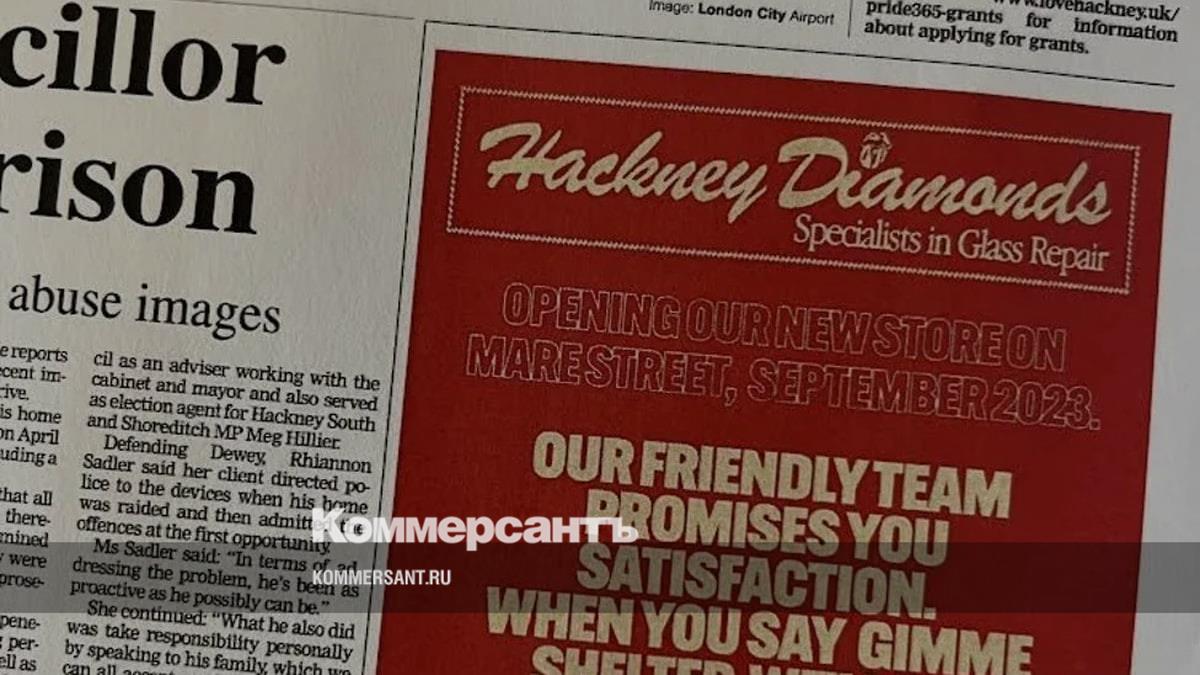 cillor
rison
abuse images
e reports
cent im-
rive.
is home
on April
uding a
that all
there-
mined
were
prose-
pene-
per-
ell as
cil as an adviser working with the
cabinet and mayor and also served
as election agent for Hackney South
and Shoreditch MP Meg Hillier.
Defending Dewey, Rhiannon
Sadler said her client directed po-
lice to the devices when his home
was raided and then admitted the
offences at the first opportunity.
Ms Sadler said: “In terms of ad
dressing the problem, he’s been as
proactive as he possibly can be.”
She continued: “What he also did
was take responsibility personally
by speaking to his family, which we
can all
Image: London City Airport
www.lovehackney.uk/
pride365-grants for information
about applying for grants.
Hackney Diamonds
Specialists in Glass Repair
OPENING OUR NEW STORE ON
MARE STREET, SEPTEMBER 2023.
OUR FRIENDLY TEAM
PROMISES YOU
SATISFACTION.
WHEN YOU SAY GIMME
SHELTER
Коммерсантъ
KOMMERSANT.RU